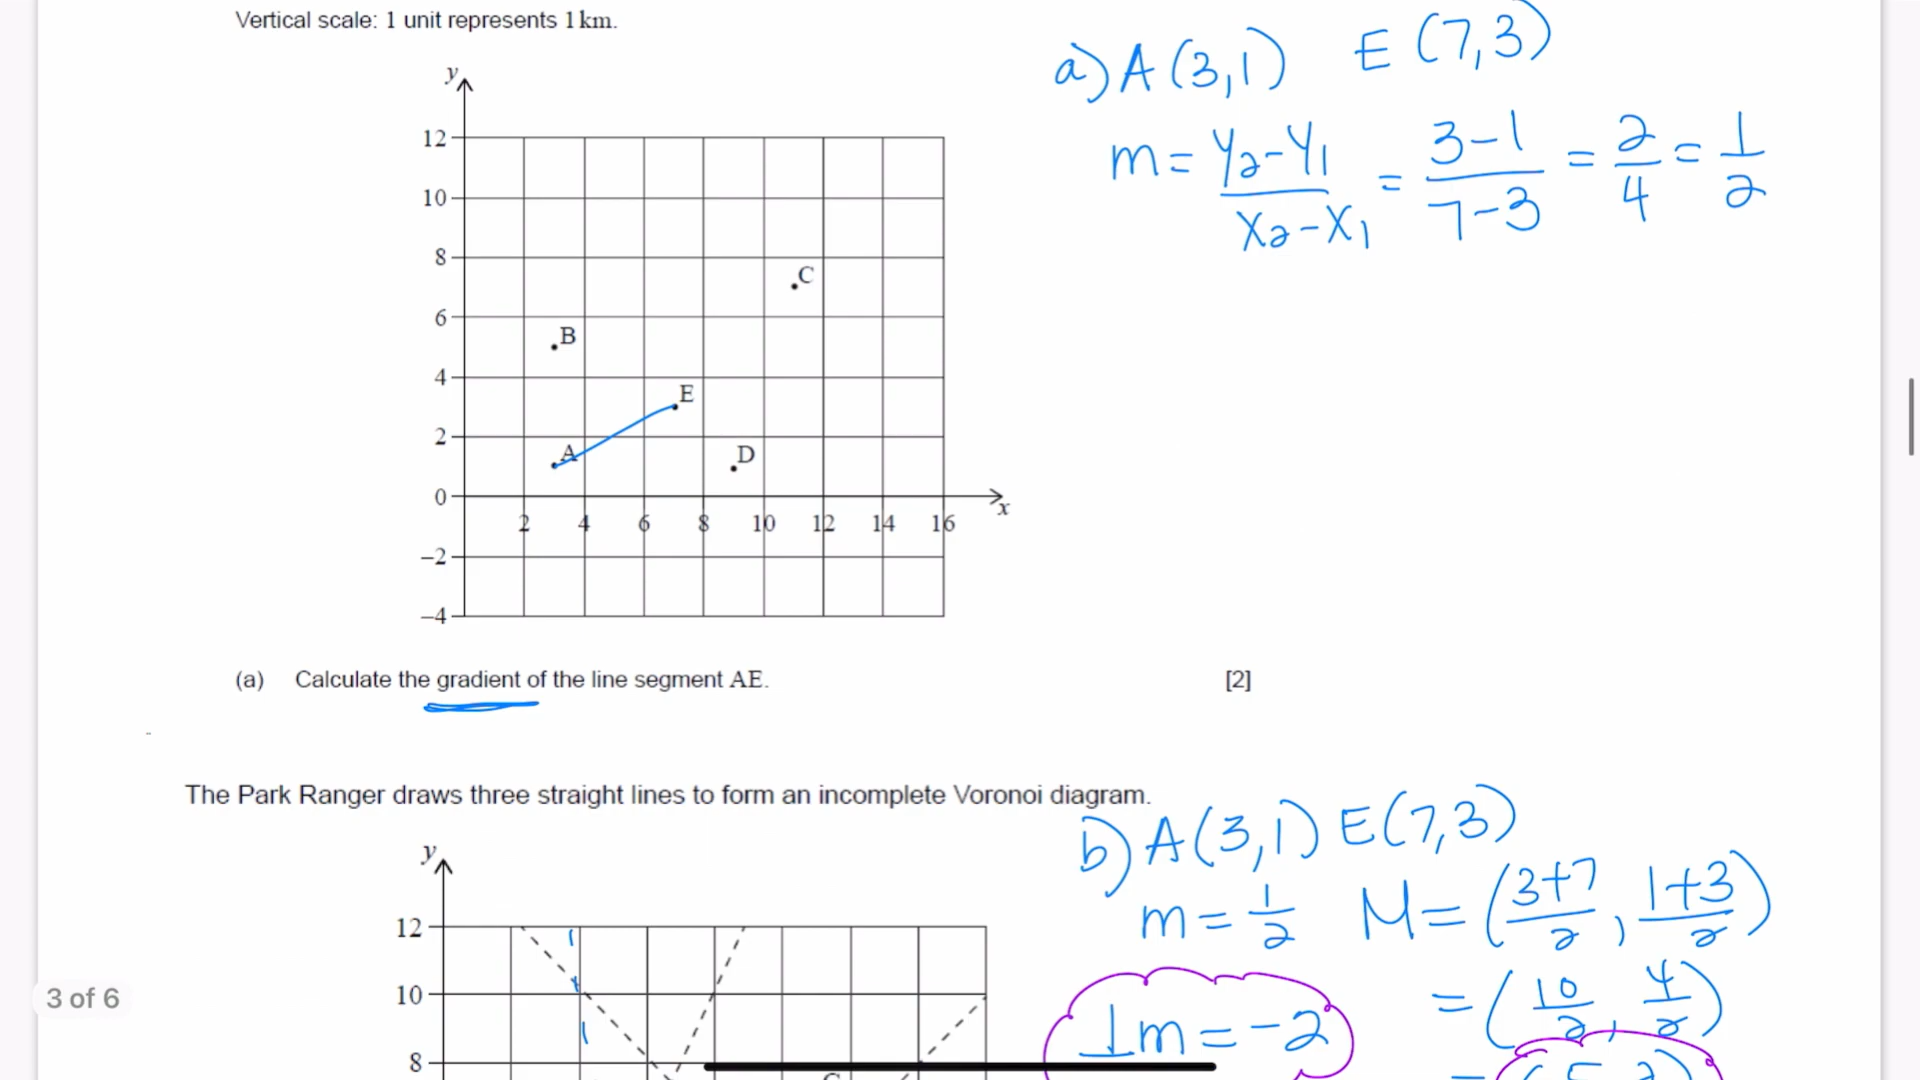 Vertical scale: 1 unit represents 1 km.
a) A (3,1) E (7,3)
m = y₂-y₁ / x₂-x₁ = 3-1 / 7-3 = 2/4 = 1/2
y
12
10
8
6
4
2
0
-2
-4
2 4 6 8 10 12 14 16
x
C
B
E
A
D
(a) Calculate the gradient of the line segment AE. [2]
The Park Ranger draws three straight lines to form an incomplete Voronoi diagram.
b) A(3,1) E(7,3)
m = 1/2 M = (3+7/2, 1+3/2)
= (10/2, 4/2)
⊥m = -2
y
12
10
8
3 of 6